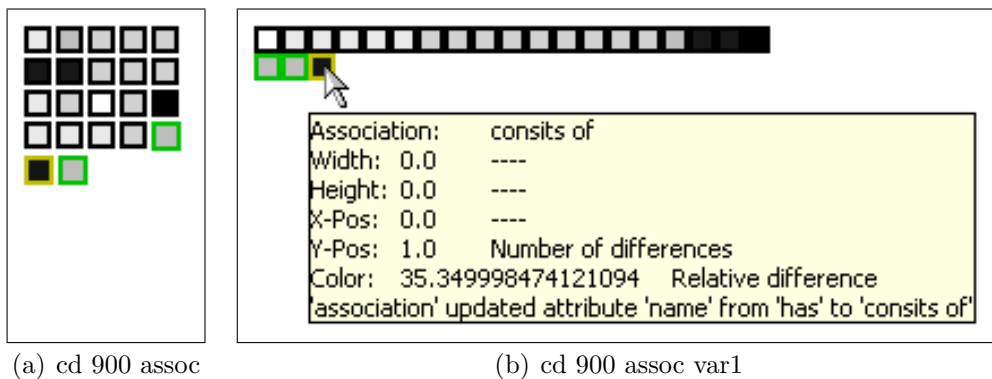 Association: consits of
Width: 0.0 ----
Height: 0.0 ----
X-Pos: 0.0 ----
Y-Pos: 1.0 Number of differences
Color: 35.349998474121094 Relative difference
'association' updated attribute 'name' from 'has' to 'consits of'
(a) cd 900 assoc
(b) cd 900 assoc var1